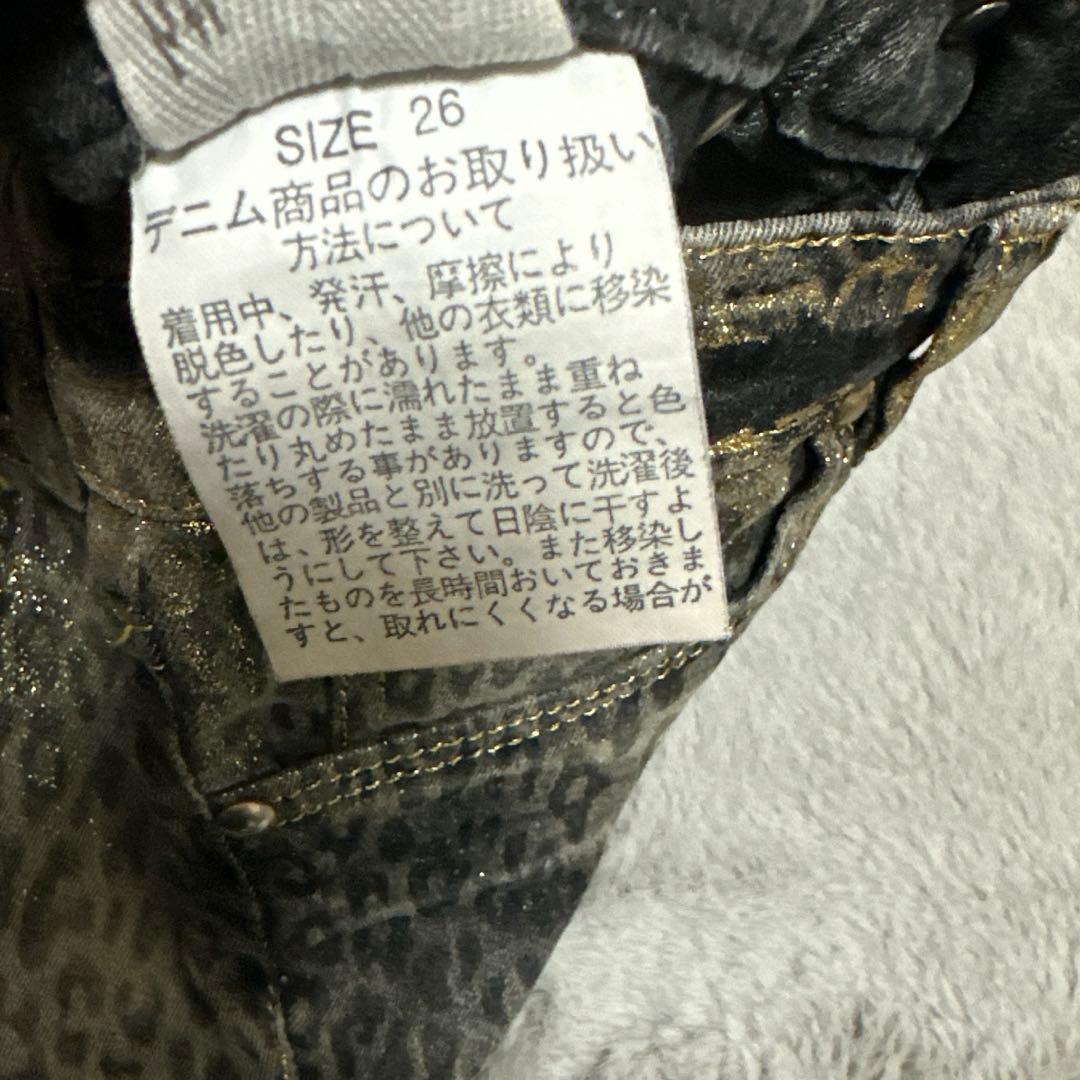 SIZE 26
デニム商品のお取り扱い
方法について
着用中、発汗、摩擦により
脱色したり、他の衣類に移染
することがあります。
洗濯の際に濡れたまま重ね
たり丸めたまま放置すると色
落ちする事がありますので、
他の製品と別に洗って洗濯後
は、形を整えて日陰に干すよ
うにして下さい。また移染し
たものを長時間おいておきま
すと、取れにくくなる場合が